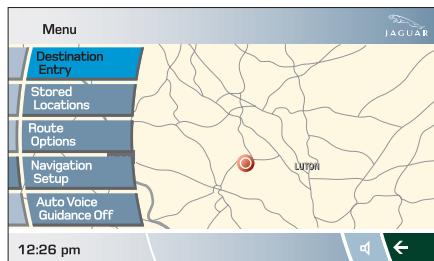 Menu
JAGUAR
Destination
Entry
Stored
Locations
Route
Options
Navigation
Setup
Auto Voice
Guidance Off
LUTON
12:26 pm